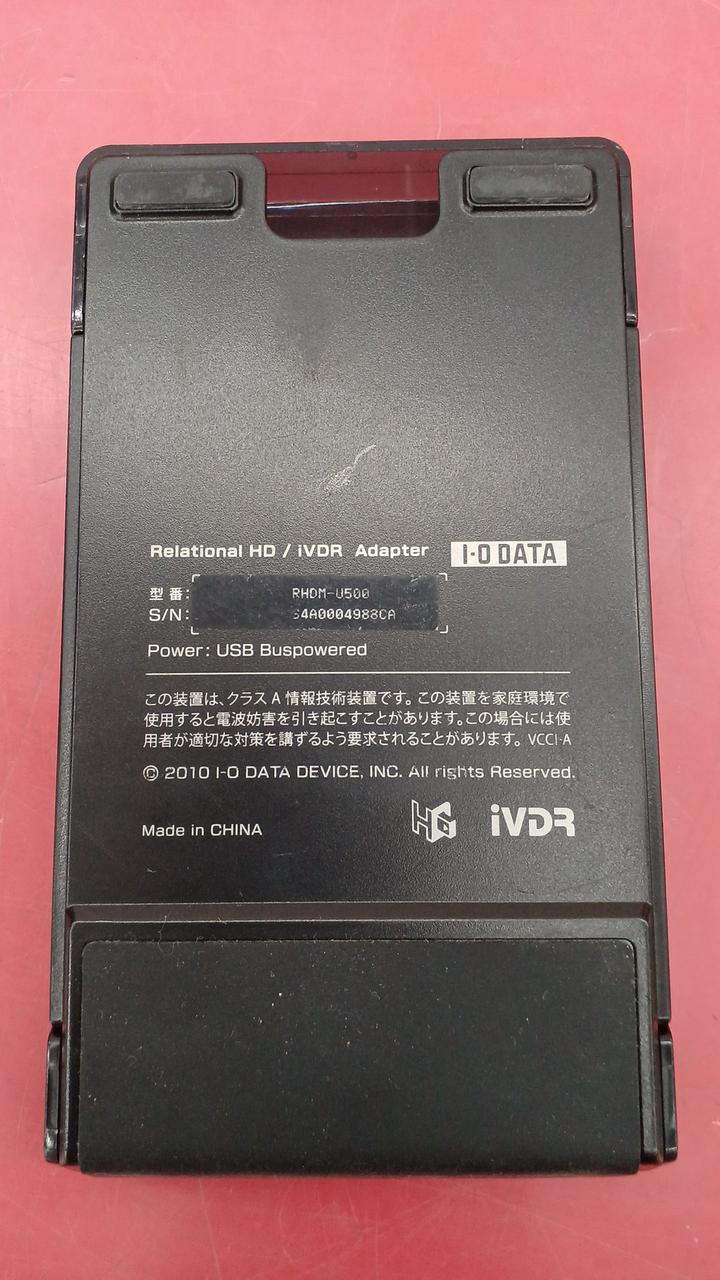 Relational HD / iVDR Adapter I-O DATA
型番: RHDM-U500
S/N: S4A0004988CA
Power: USB Buspowered
この装置は、クラス A 情報技術装置です。この装置を家庭環境で
使用すると電波妨害を引き起こすことがあります。この場合には使
用者が適切な対策を講ずるよう要求されることがあります。 VCCI-A
© 2010 I-O DATA DEVICE, INC. All rights Reserved.
Made in CHINA HG iVDR